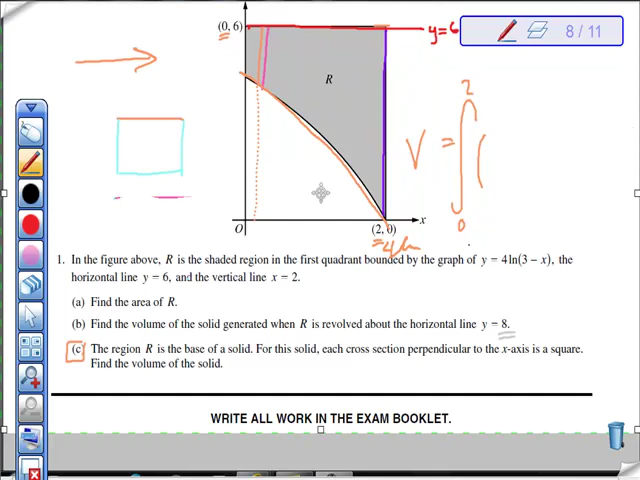 (0, 6)
y=6
8 / 11
R
2
V = ∫ (
0
O
(2, 0)
x
=4ln
1. In the figure above, R is the shaded region in the first quadrant bounded by the graph of y = 4 ln(3 − x), the
horizontal line y = 6, and the vertical line x = 2.
(a) Find the area of R.
(b) Find the volume of the solid generated when R is revolved about the horizontal line y = 8.
(c The region R is the base of a solid. For this solid, each cross section perpendicular to the x-axis is a square.
Find the volume of the solid.
WRITE ALL WORK IN THE EXAM BOOKLET.